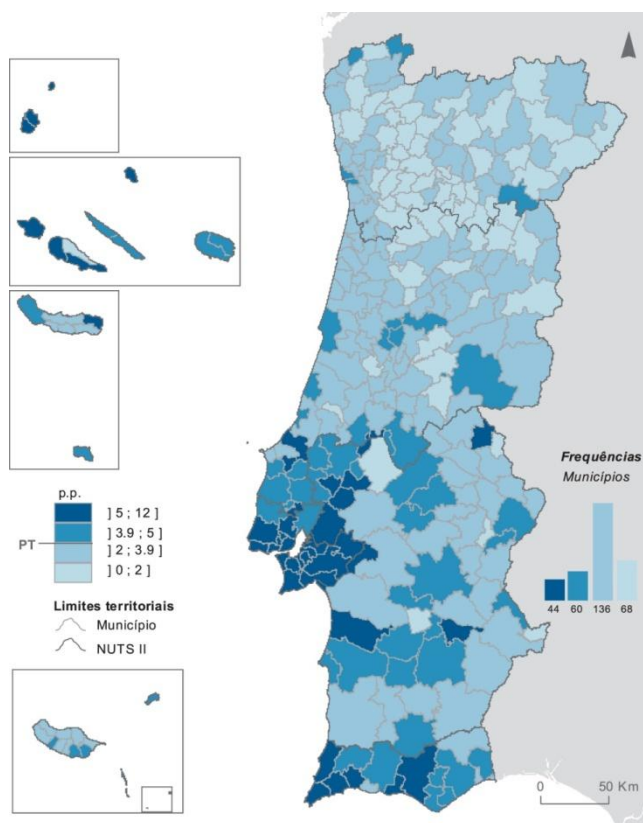 p.p.
] 5 ; 12 ]
] 3.9 ; 5 ]
PT
] 2 ; 3.9 ]
] 0 ; 2 ]
Limites territoriais
Município
NUTS II
Frequências
Municípios
44 60 136 68
0 50 Km